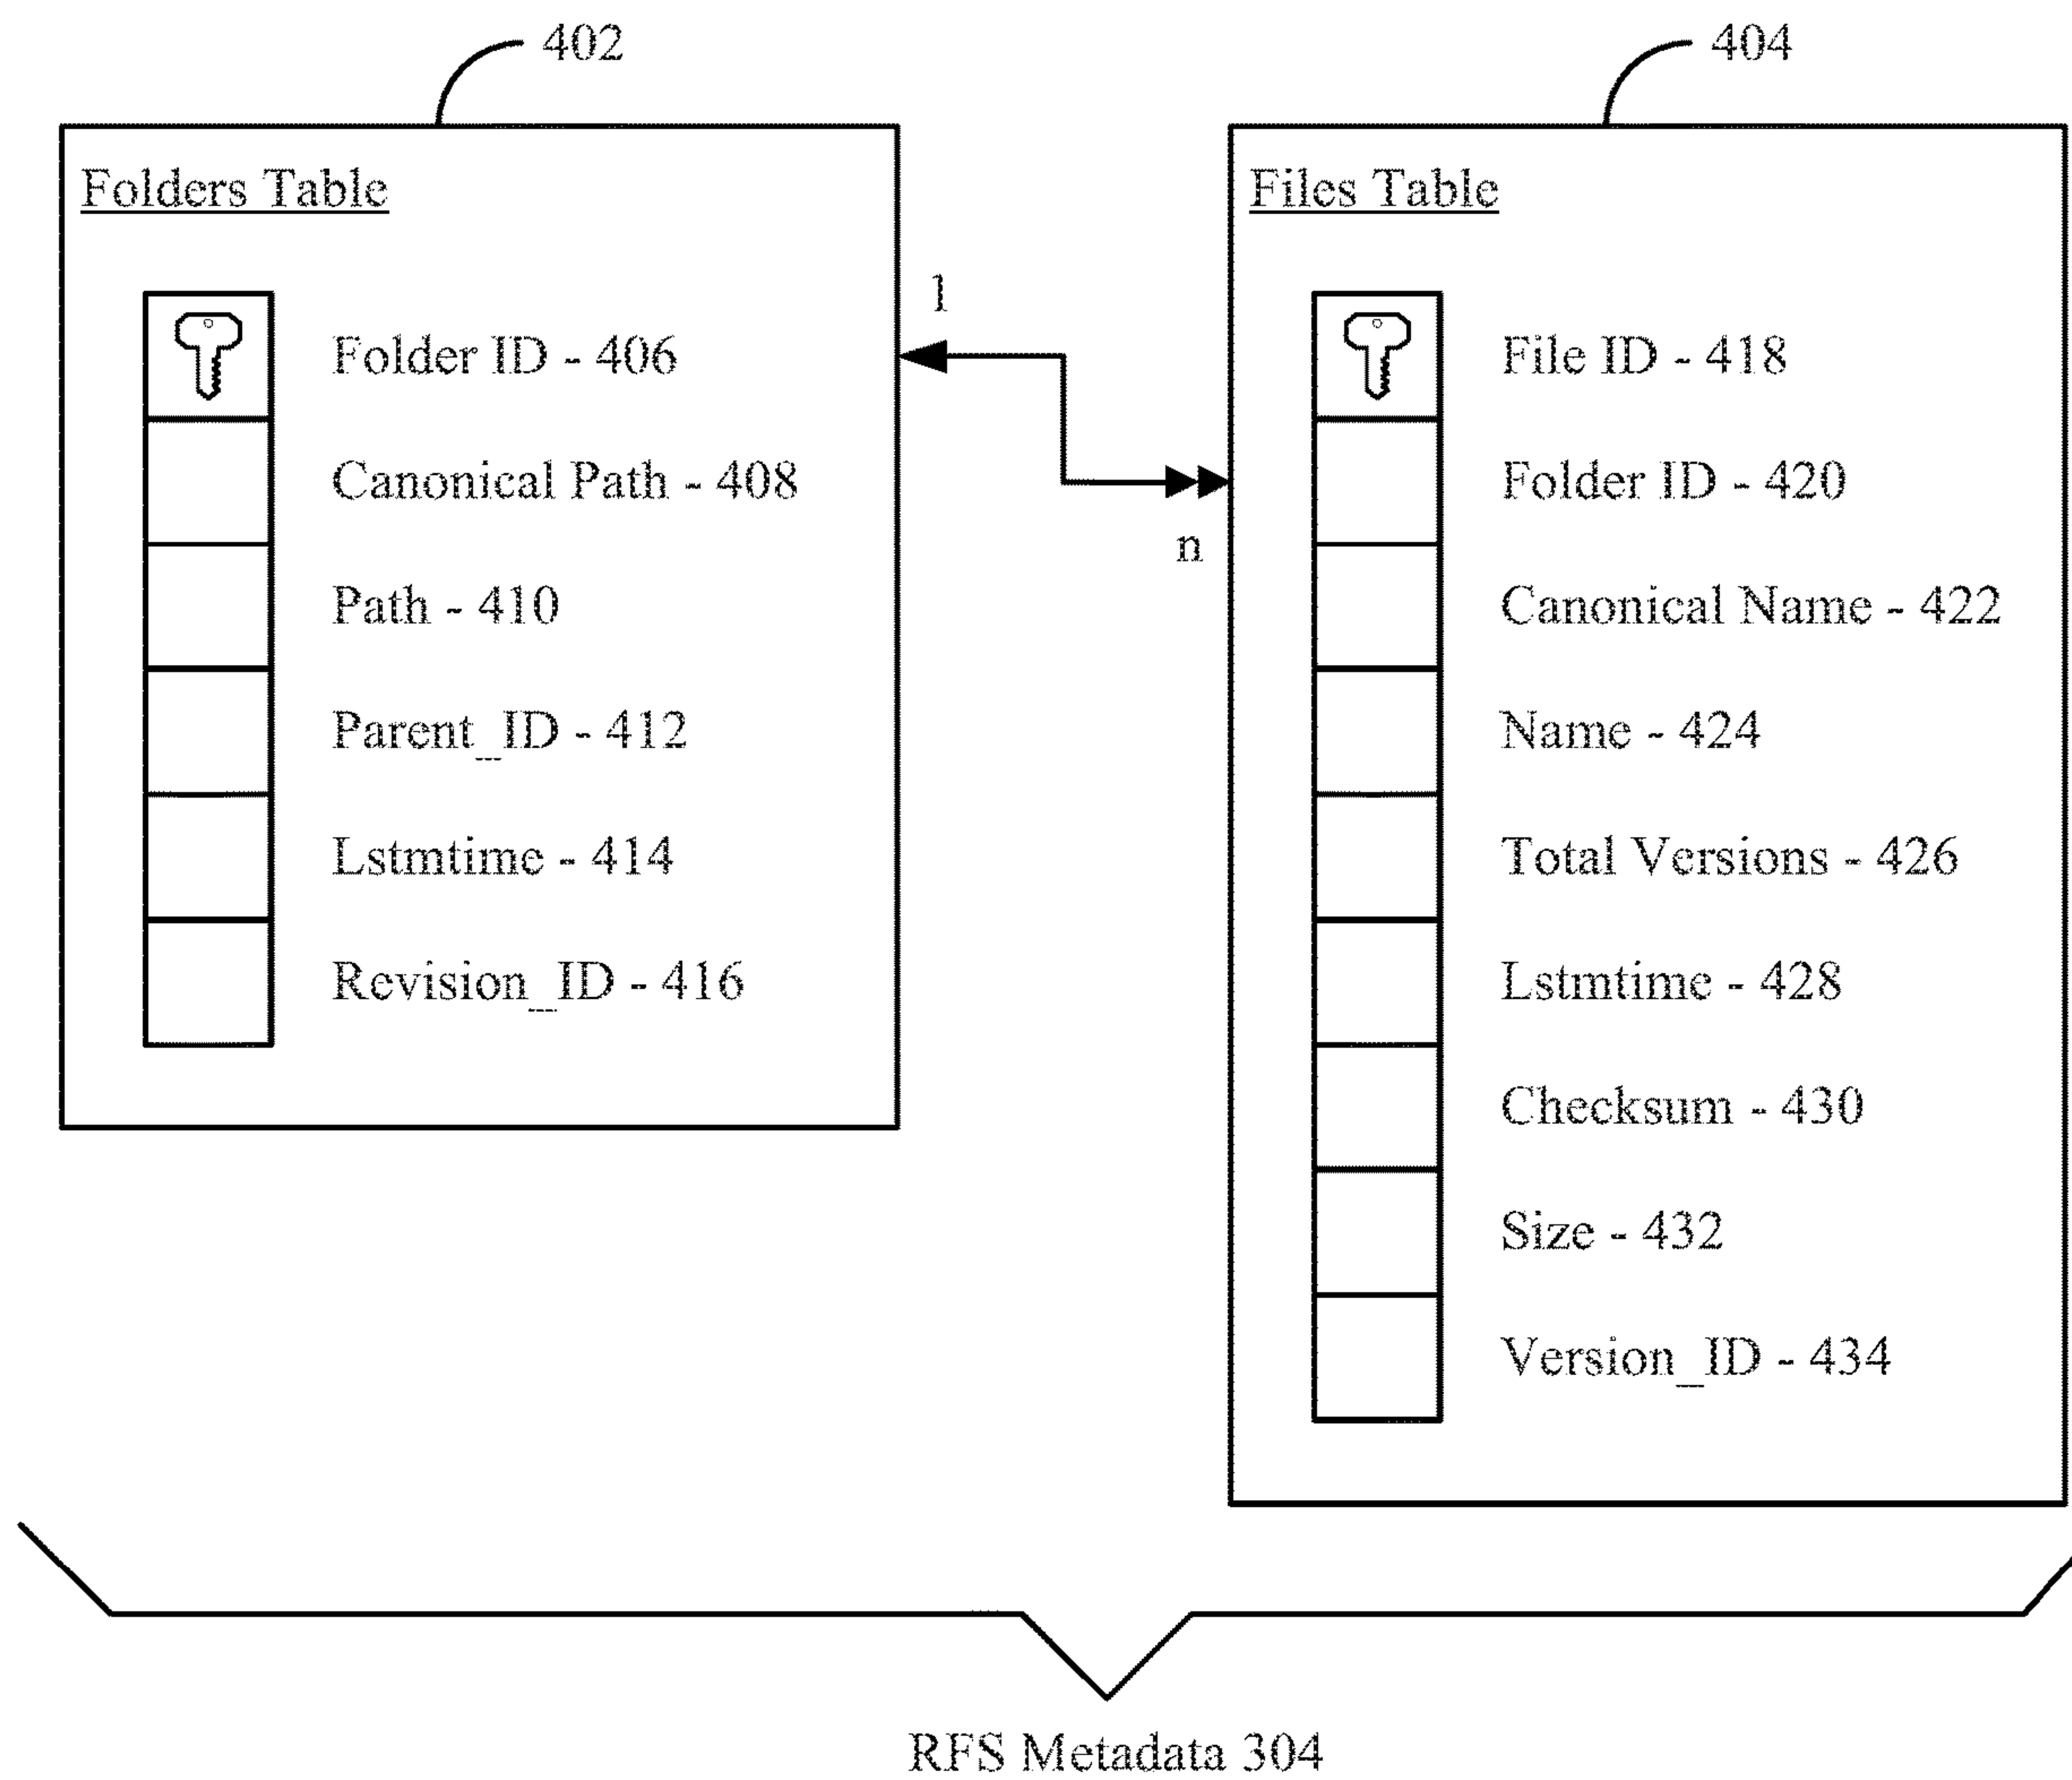 402
404
Folders Table
Folder ID - 406
Canonical Path - 408
Path - 410
Parent_ID - 412
Lstmtime - 414
Revision_ID - 416
1
n
Files Table
File ID - 418
Folder ID - 420
Canonical Name - 422
Name - 424
Total Versions - 426
Lstmtime - 428
Checksum - 430
Size - 432
Version_ID - 434
RFS Metadata 304